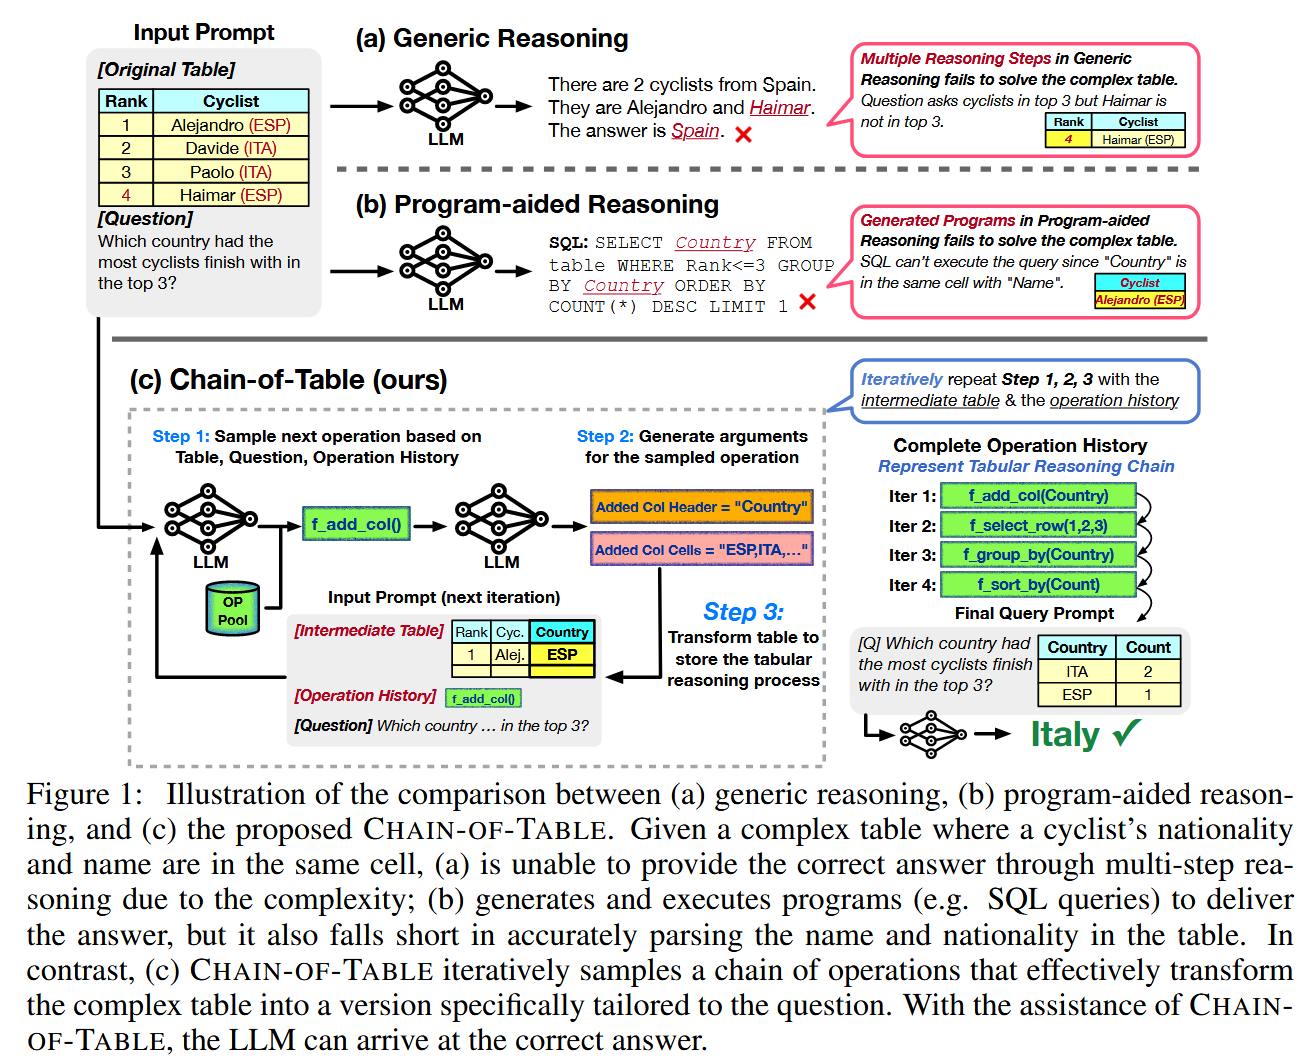 Input Prompt
[Original Table]
Rank Cyclist
1 Alejandro (ESP)
2 Davide (ITA)
3 Paolo (ITA)
4 Haimar (ESP)
[Question]
Which country had the
most cyclists finish with in
the top 3?
(a) Generic Reasoning
LLM
There are 2 cyclists from Spain.
They are Alejandro and Haimar.
The answer is Spain.
Multiple Reasoning Steps in Generic
Reasoning fails to solve the complex table.
Question asks cyclists in top 3 but Haimar is
not in top 3.
Rank Cyclist
4 Haimar (ESP)
(b) Program-aided Reasoning
LLM
SQL: SELECT Country FROM
table WHERE Rank<=3 GROUP
BY Country ORDER BY
COUNT(*) DESC LIMIT 1
Generated Programs in Program-aided
Reasoning fails to solve the complex table.
SQL can't execute the query since "Country" is
in the same cell with "Name".
Cyclist
Alejandro (ESP)
(c) Chain-of-Table (ours)
Iteratively repeat Step 1, 2, 3 with the
intermediate table & the operation history
Step 1: Sample next operation based on
Table, Question, Operation History
LLM
OP
Pool
f_add_col()
LLM
Step 2: Generate arguments
for the sampled operation
Added Col Header = "Country"
Added Col Cells = "ESP,ITA,..."
Step 3:
Transform table to
store the tabular
reasoning process
Input Prompt (next iteration)
[Intermediate Table]
Rank Cyc. Country
1 Alej. ESP
[Operation History] f_add_col()
[Question] Which country ... in the top 3?
Complete Operation History
Represent Tabular Reasoning Chain
Iter 1: f_add_col(Country)
Iter 2: f_select_row(1,2,3)
Iter 3: f_group_by(Country)
Iter 4: f_sort_by(Count)
Final Query Prompt
[Q] Which country had
the most cyclists finish
with in the top 3?
Country Count
ITA 2
ESP 1
Italy ✓
Figure 1: Illustration of the comparison between (a) generic reasoning, (b) program-aided reason-
ing, and (c) the proposed CHAIN-OF-TABLE. Given a complex table where a cyclist's nationality
and name are in the same cell, (a) is unable to provide the correct answer through multi-step rea-
soning due to the complexity; (b) generates and executes programs (e.g. SQL queries) to deliver
the answer, but it also falls short in accurately parsing the name and nationality in the table. In
contrast, (c) CHAIN-OF-TABLE iteratively samples a chain of operations that effectively transform
the complex table into a version specifically tailored to the question. With the assistance of CHAIN-
OF-TABLE, the LLM can arrive at the correct answer.